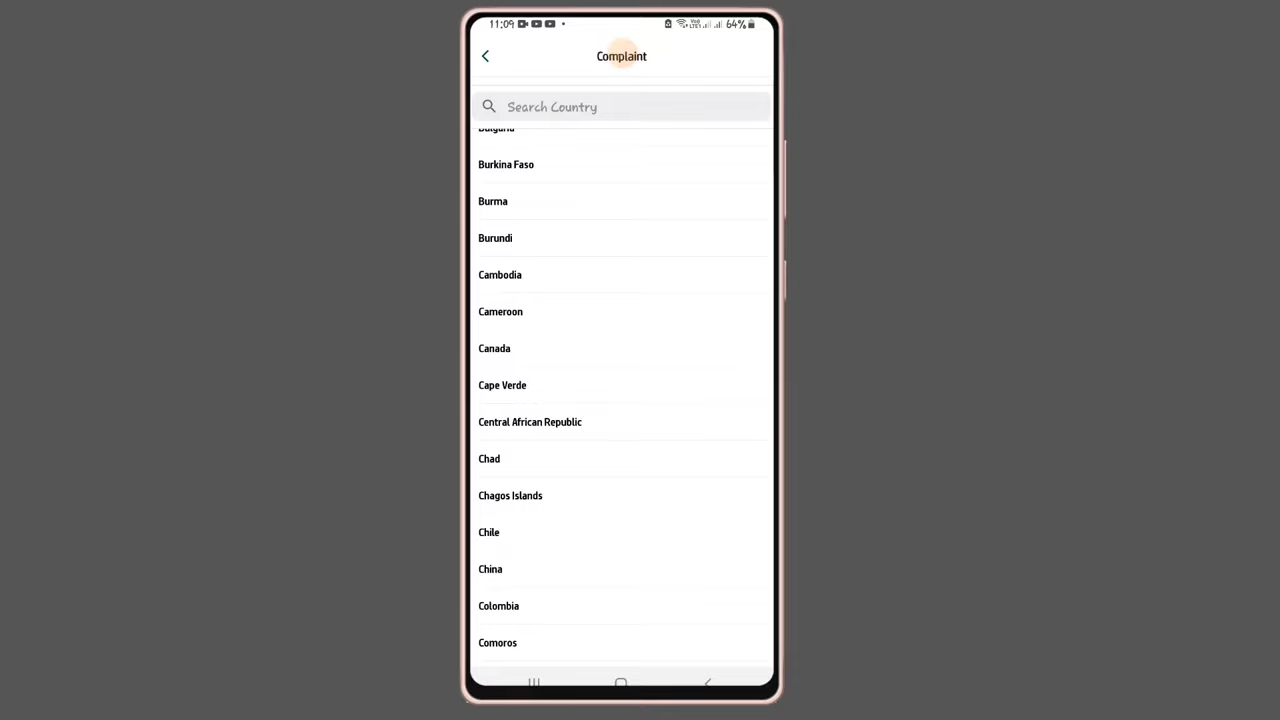 11:09 64%
Complaint
Search Country
Bulgaria
Burkina Faso
Burma
Burundi
Cambodia
Cameroon
Canada
Cape Verde
Central African Republic
Chad
Chagos Islands
Chile
China
Colombia
Comoros